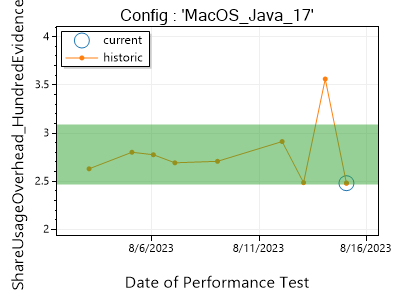 Config : 'MacOS_Java_17'
current
historic
ShareUsageOverhead_HundredEvidence
4
3.5
3
2.5
2
8/6/2023
8/11/2023
8/16/2023
Date of Performance Test